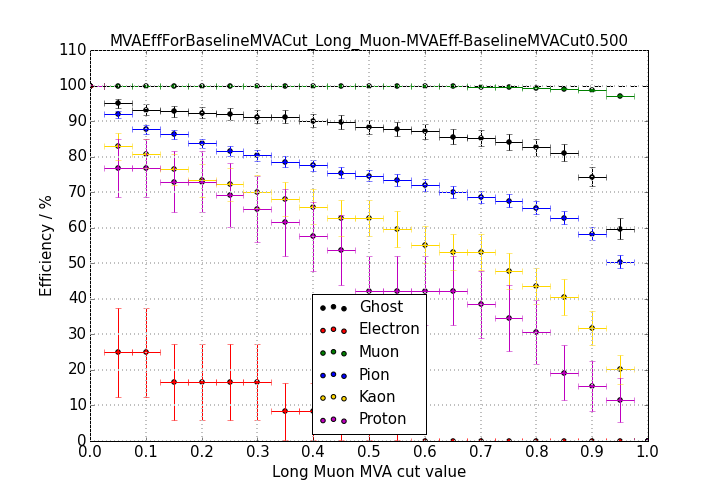 MVAEffForBaselineMVACut_Long_Muon-MVAEff-BaselineMVACut0.500
110
100
90
80
70
60
50
40
30
20
10
0
Efficiency / %
Ghost
Electron
Muon
Pion
Kaon
Proton
0.0 0.1 0.2 0.3 0.4 0.5 0.6 0.7 0.8 0.9 1.0
Long Muon MVA cut value